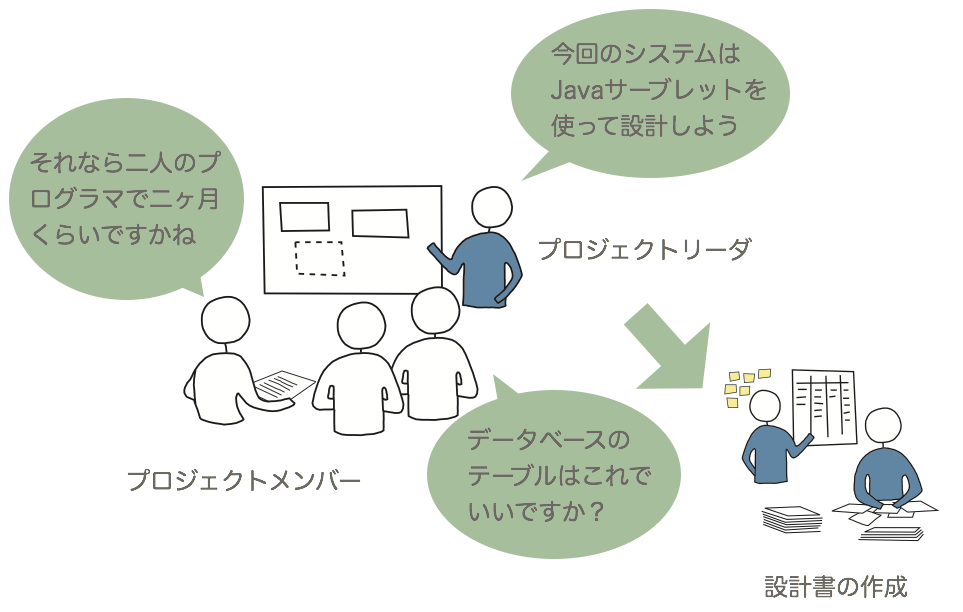 今回のシステムは
Javaサーブレットを
使って設計しよう
それなら二人のプ
ログラマで二ヶ月
くらいですかね
プロジェクトリーダ
プロジェクトメンバー
データベースの
テーブルはこれで
いいですか？
設計書の作成